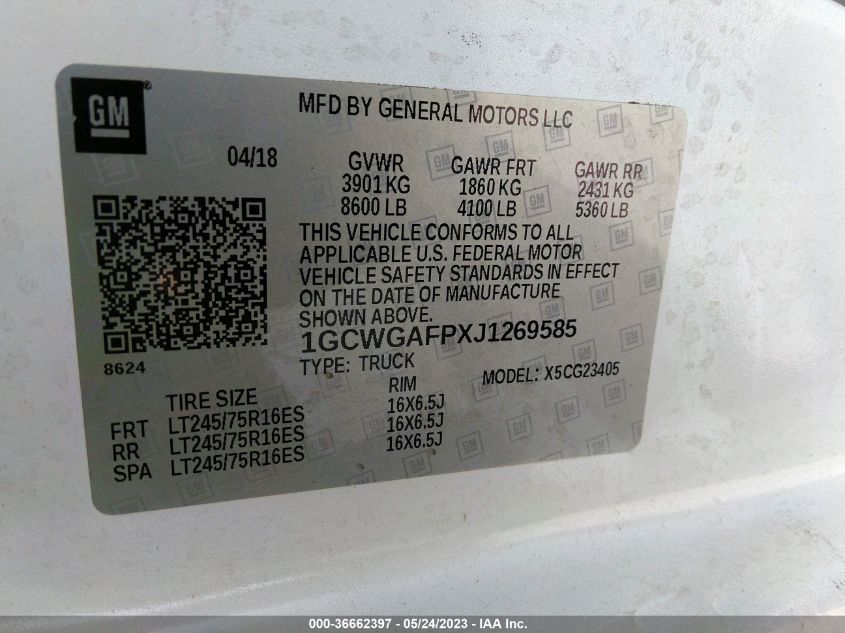 GM
MFD BY GENERAL MOTORS LLC
04/18 GVWR GAWR FRT GAWR RR
3901 KG 1860 KG 2431 KG
8600 LB 4100 LB 5360 LB
THIS VEHICLE CONFORMS TO ALL
APPLICABLE U.S. FEDERAL MOTOR
VEHICLE SAFETY STANDARDS IN EFFECT
ON THE DATE OF MANUFACTURE
SHOWN ABOVE.
1GCWGAFPXJ1269585
8624
TYPE: TRUCK MODEL: X5CG23405
TIRE SIZE RIM
FRT LT245/75R16ES 16X6.5J
RR LT245/75R16ES 16X6.5J
SPA LT245/75R16ES 16X6.5J
000-36662397 - 05/24/2023 - IAA Inc.